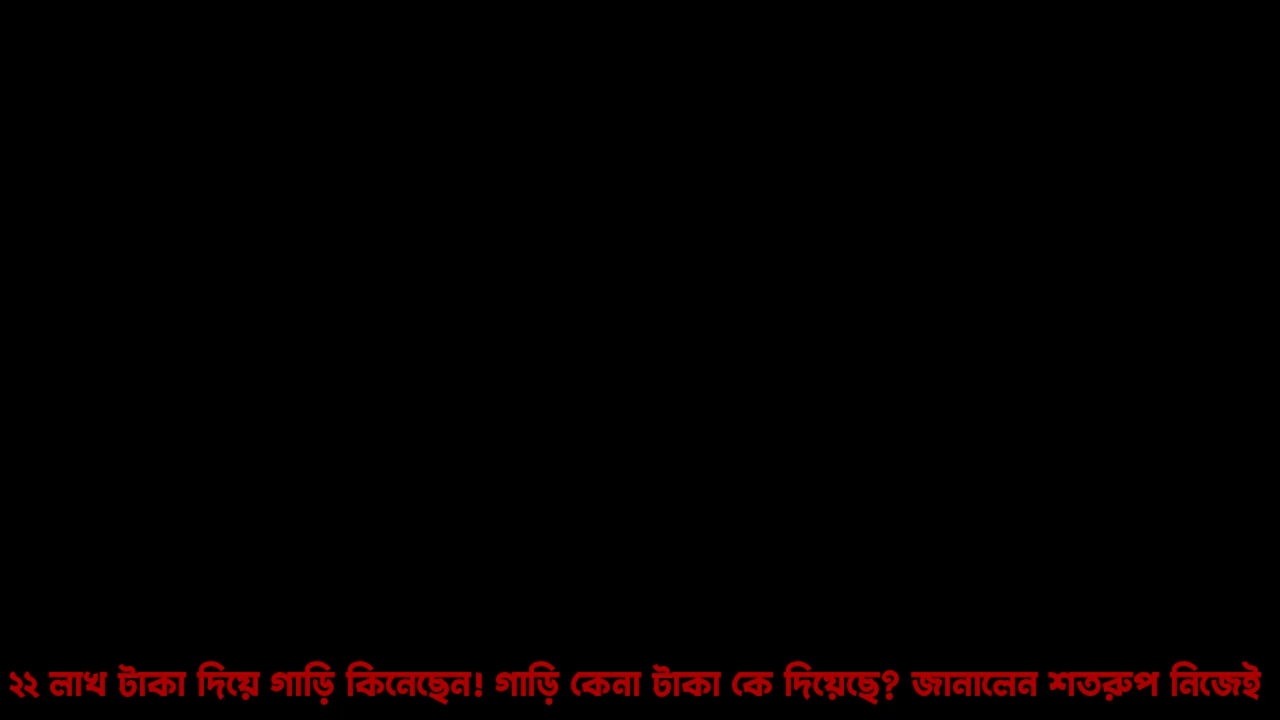 ২২ লাখ টাকা দিয়ে গাড়ি কিনেছেন! গাড়ি কেনা টাকা কে দিয়েছে? জানালেন শতরুপ নিজেই